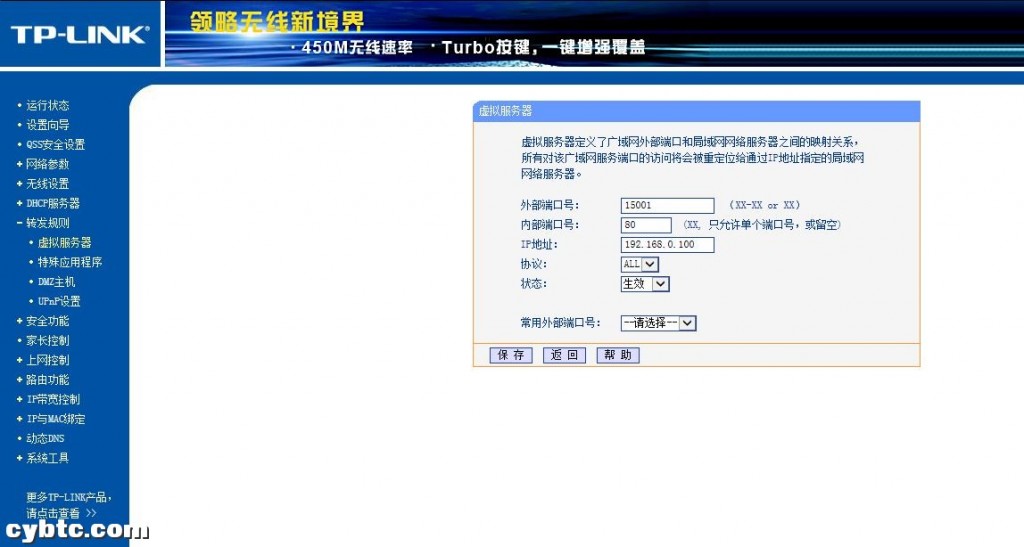 TP-LINK®
领略无线新境界
·450M无线速率 ·Turbo按键,一键增强覆盖
• 运行状态
• 设置向导
• QSS安全设置
+ 网络参数
+ 无线设置
+ DHCP服务器
- 转发规则
• 虚拟服务器
• 特殊应用程序
• DMZ主机
• UPnP设置
+ 安全功能
• 家长控制
+ 上网控制
+ 路由功能
+ IP带宽控制
+ IP与MAC绑定
• 动态DNS
+ 系统工具
更多TP-LINK产品,
请点击查看 >>
cybtc.com
虚拟服务器
虚拟服务器定义了广域网外部端口和局域网网络服务器之间的映射关系,
所有对该广域网服务端口的访问将会被重定位给通过IP地址指定的局域网
网络服务器。
外部端口号: 15001 (XX-XX or XX)
内部端口号: 80 (XX, 只允许单个端口号,或留空)
IP地址: 192.168.0.100
协议: ALL
状态: 生效
常用外部端口号: --请选择--
保存 返回 帮助